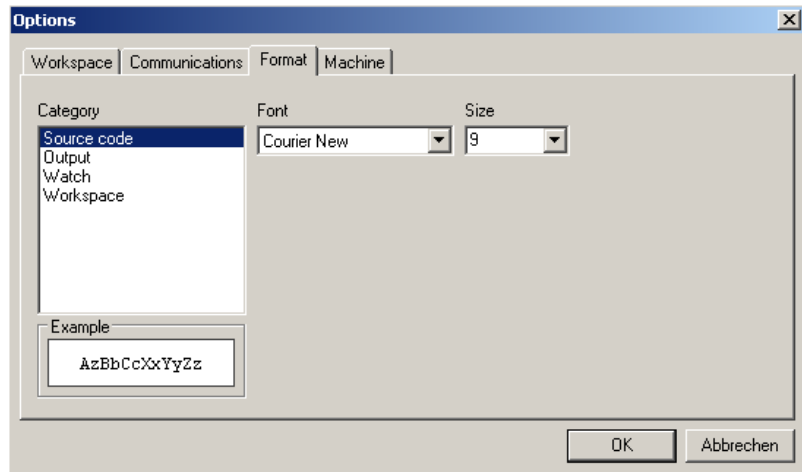 Options
Workspace Communications Format Machine
Category Font Size
Source code Courier New 9
Output
Watch
Workspace
Example
AzBbCcXxYyZz
OK Abbrechen